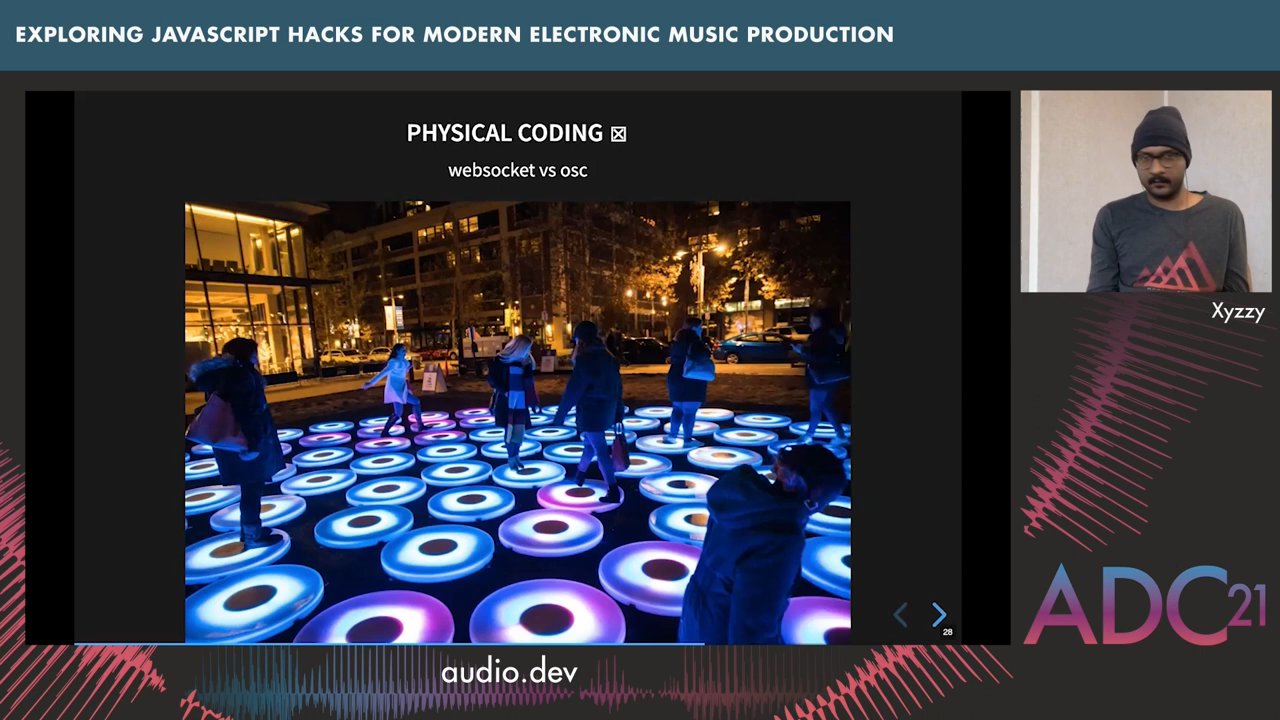 EXPLORING JAVASCRIPT HACKS FOR MODERN ELECTRONIC MUSIC PRODUCTION
PHYSICAL CODING
websocket vs osc
Xyzzy
28
ADC21
audio.dev